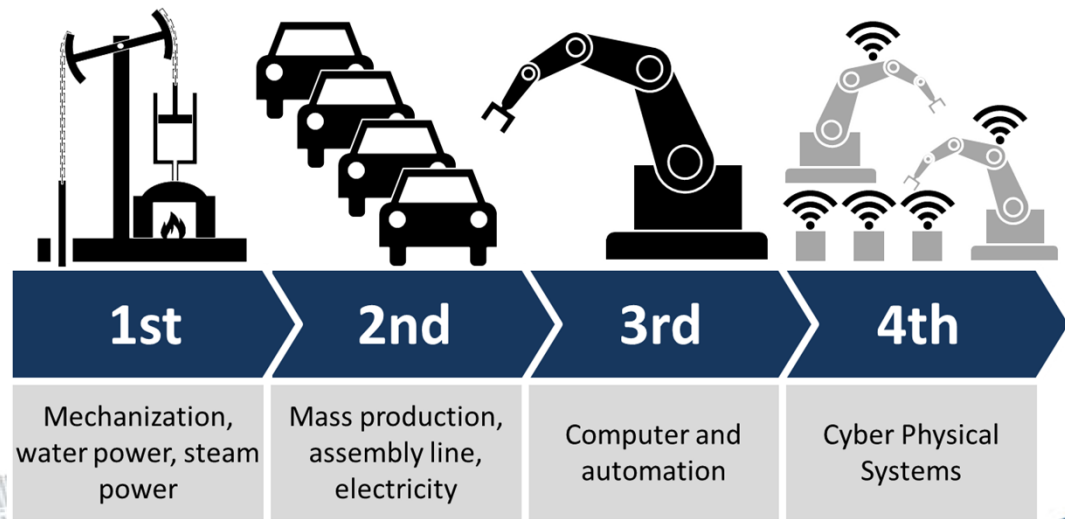 1st
2nd
3rd
4th
Mechanization,
water power, steam
power
Mass production,
assembly line,
electricity
Computer and
automation
Cyber Physical
Systems